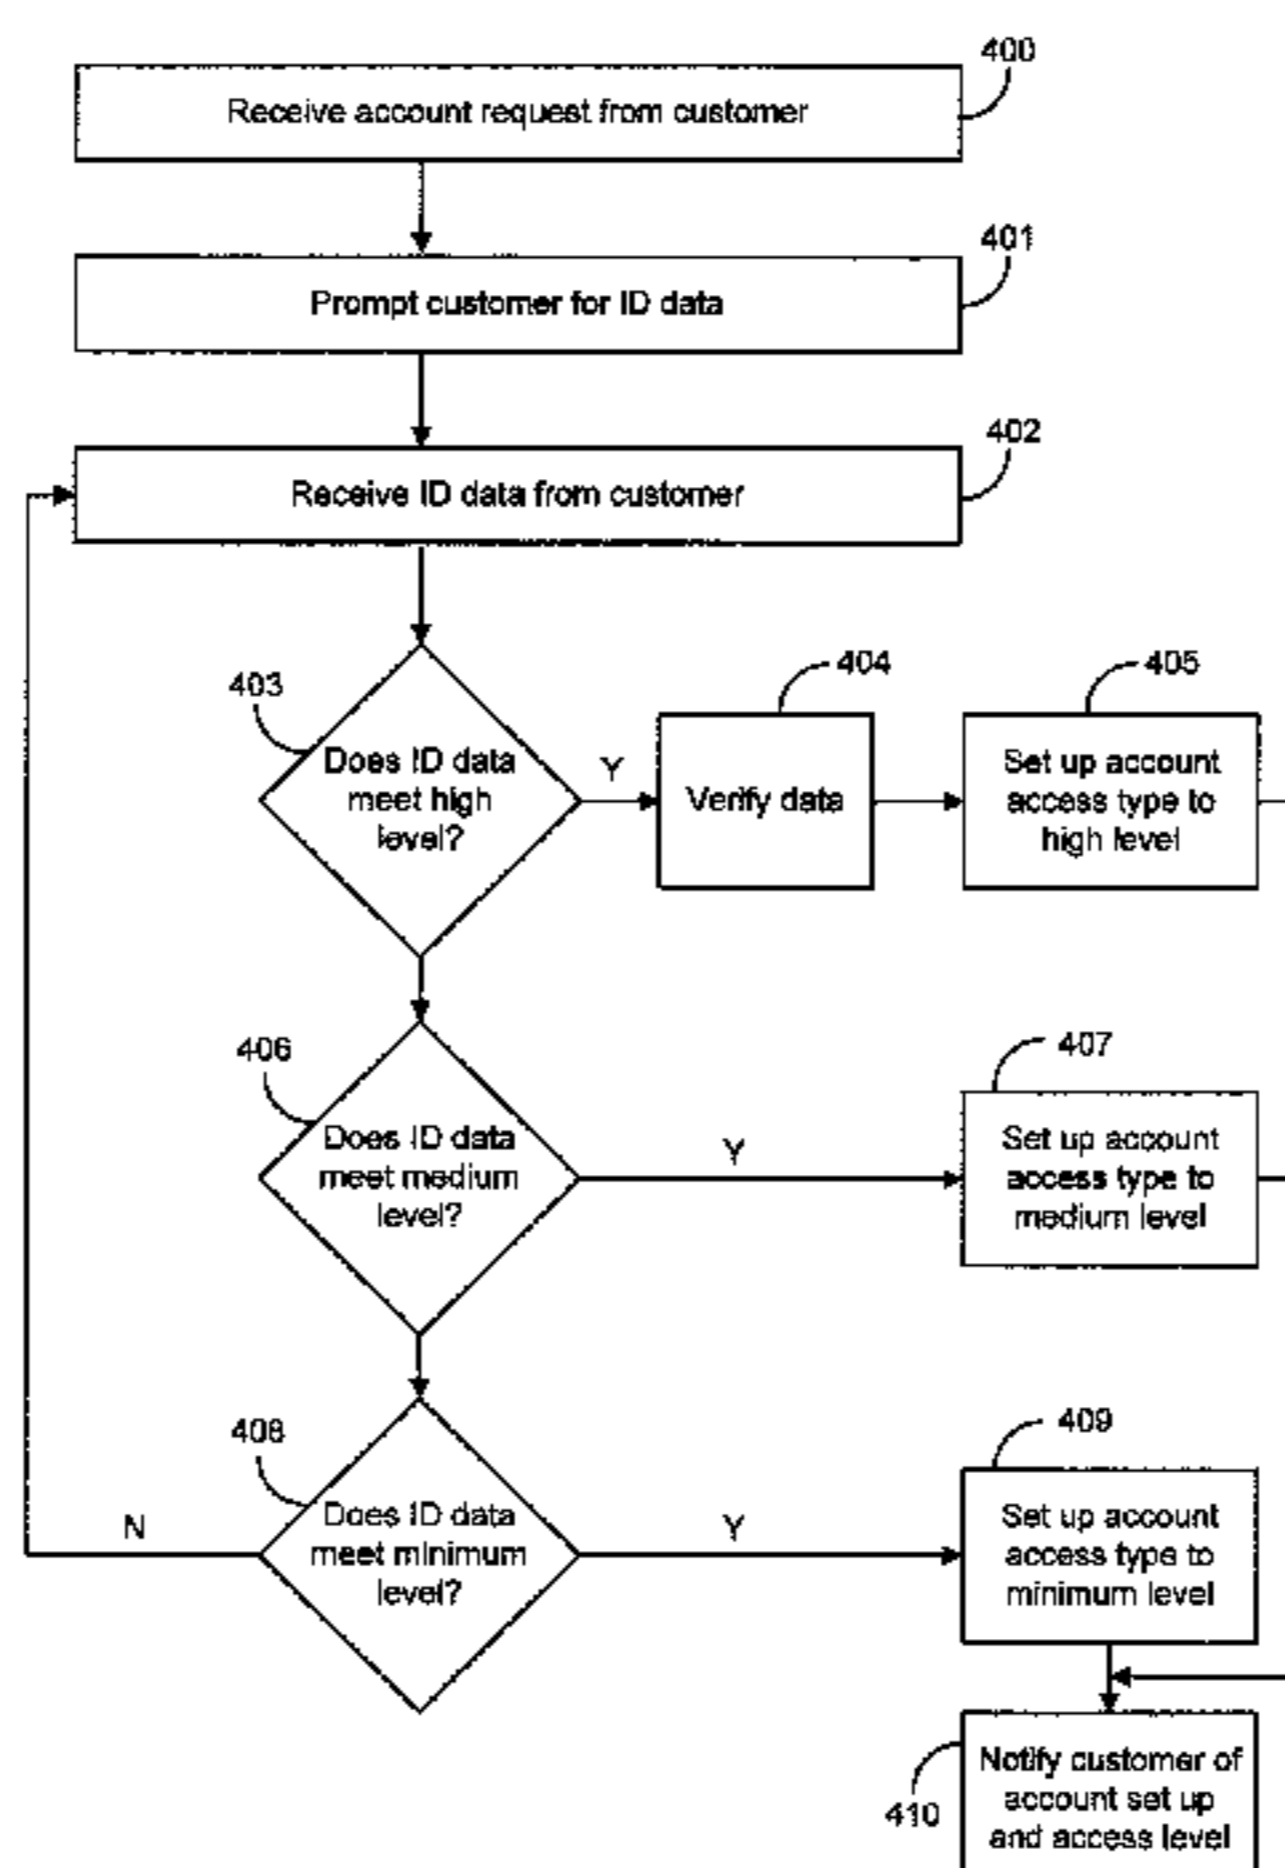 400
Receive account request from customer
401
Prompt customer for ID data
402
Receive ID data from customer
403
Does ID data
meet high
level?
Y
404
Verify data
405
Set up account
access type to
high level
406
Does ID data
meet medium
level?
Y
407
Set up account
access type to
medium level
408
Does ID data
meet minimum
level?
N
Y
409
Set up account
access type to
minimum level
410
Notify customer of
account set up
and access level